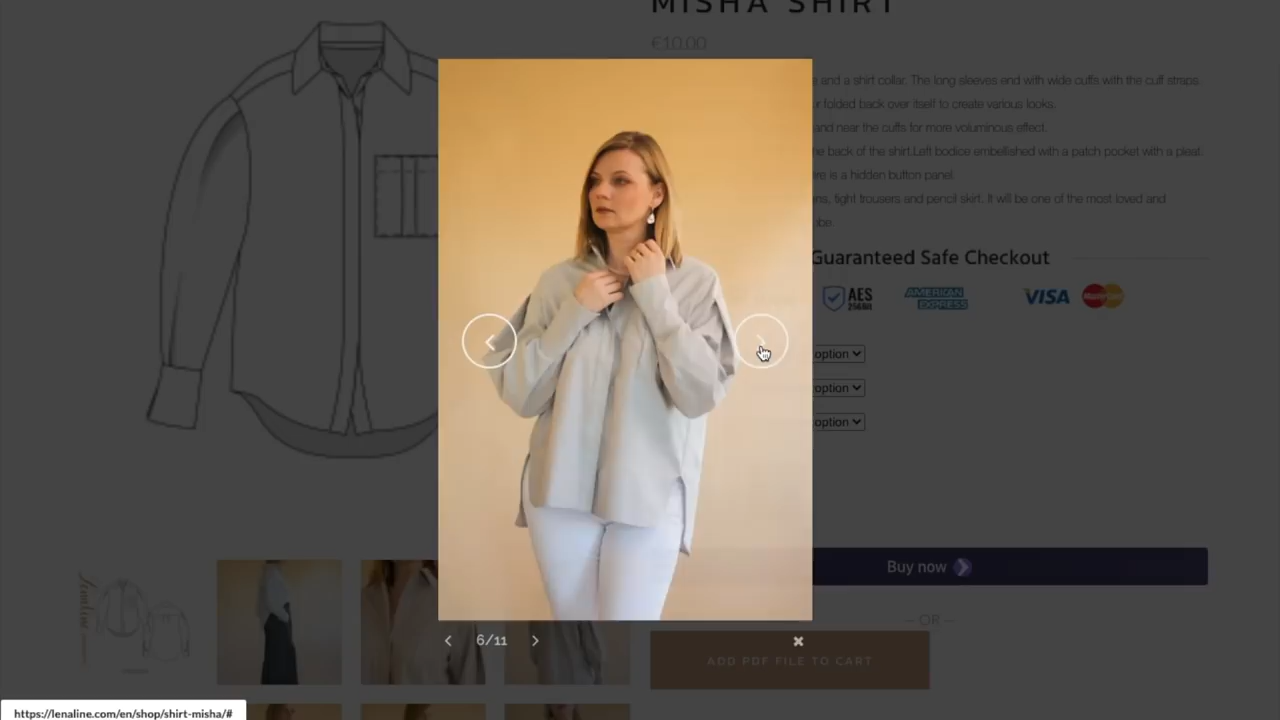 MISHA SHIRT
€10.00
e and a shirt collar. The long sleeves end with wide cuffs with the cuff straps.
r folded back over itself to create various looks.
and near the cuffs for more voluminous effect.
he back of the shirt.Left bodice embellished with a patch pocket with a pleat.
ere is a hidden button panel.
ens, tight trousers and pencil skirt. It will be one of the most loved and
be.
Guaranteed Safe Checkout
AES
256Bit
AMERICAN
EXPRESS
VISA
MasterCard
option
option
option
Buy now
— OR —
ADD PDF FILE TO CART
6/11
https://lenaline.com/en/shop/shirt-misha/#